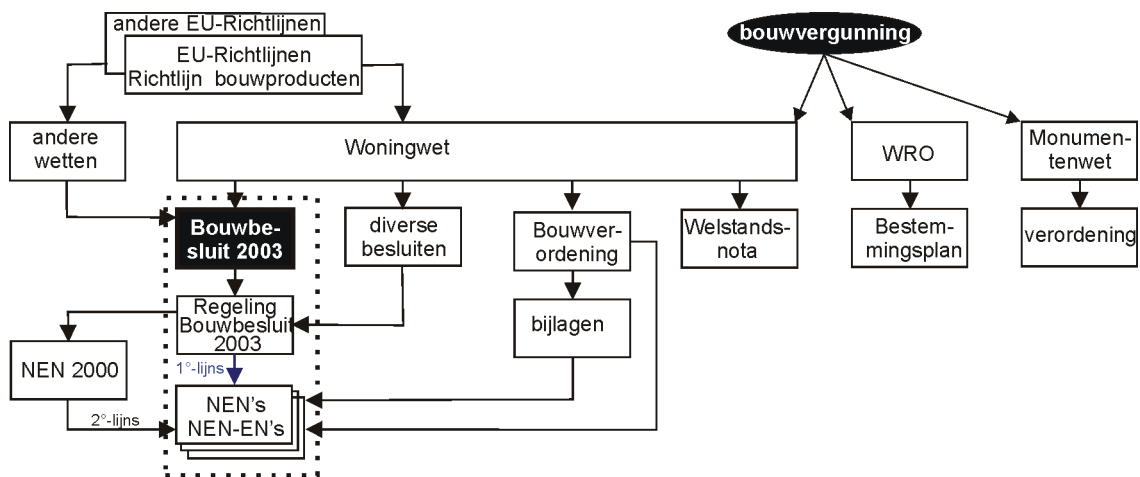 andere EU-Richtlijnen
EU-Richtlijnen
Richtlijn bouwproducten
bouwvergunning
andere
wetten
Woningwet
WRO
Monumen-
tenwet
Bouwbe-
sluit 2003
diverse
besluiten
Bouwver-
ordening
Welstands-
nota
Bestem-
mingsplan
verordening
Regeling
Bouwbesluit
2003
bijlagen
NEN 2000
1°-lijns
NEN's
NEN-EN's
2°-lijns